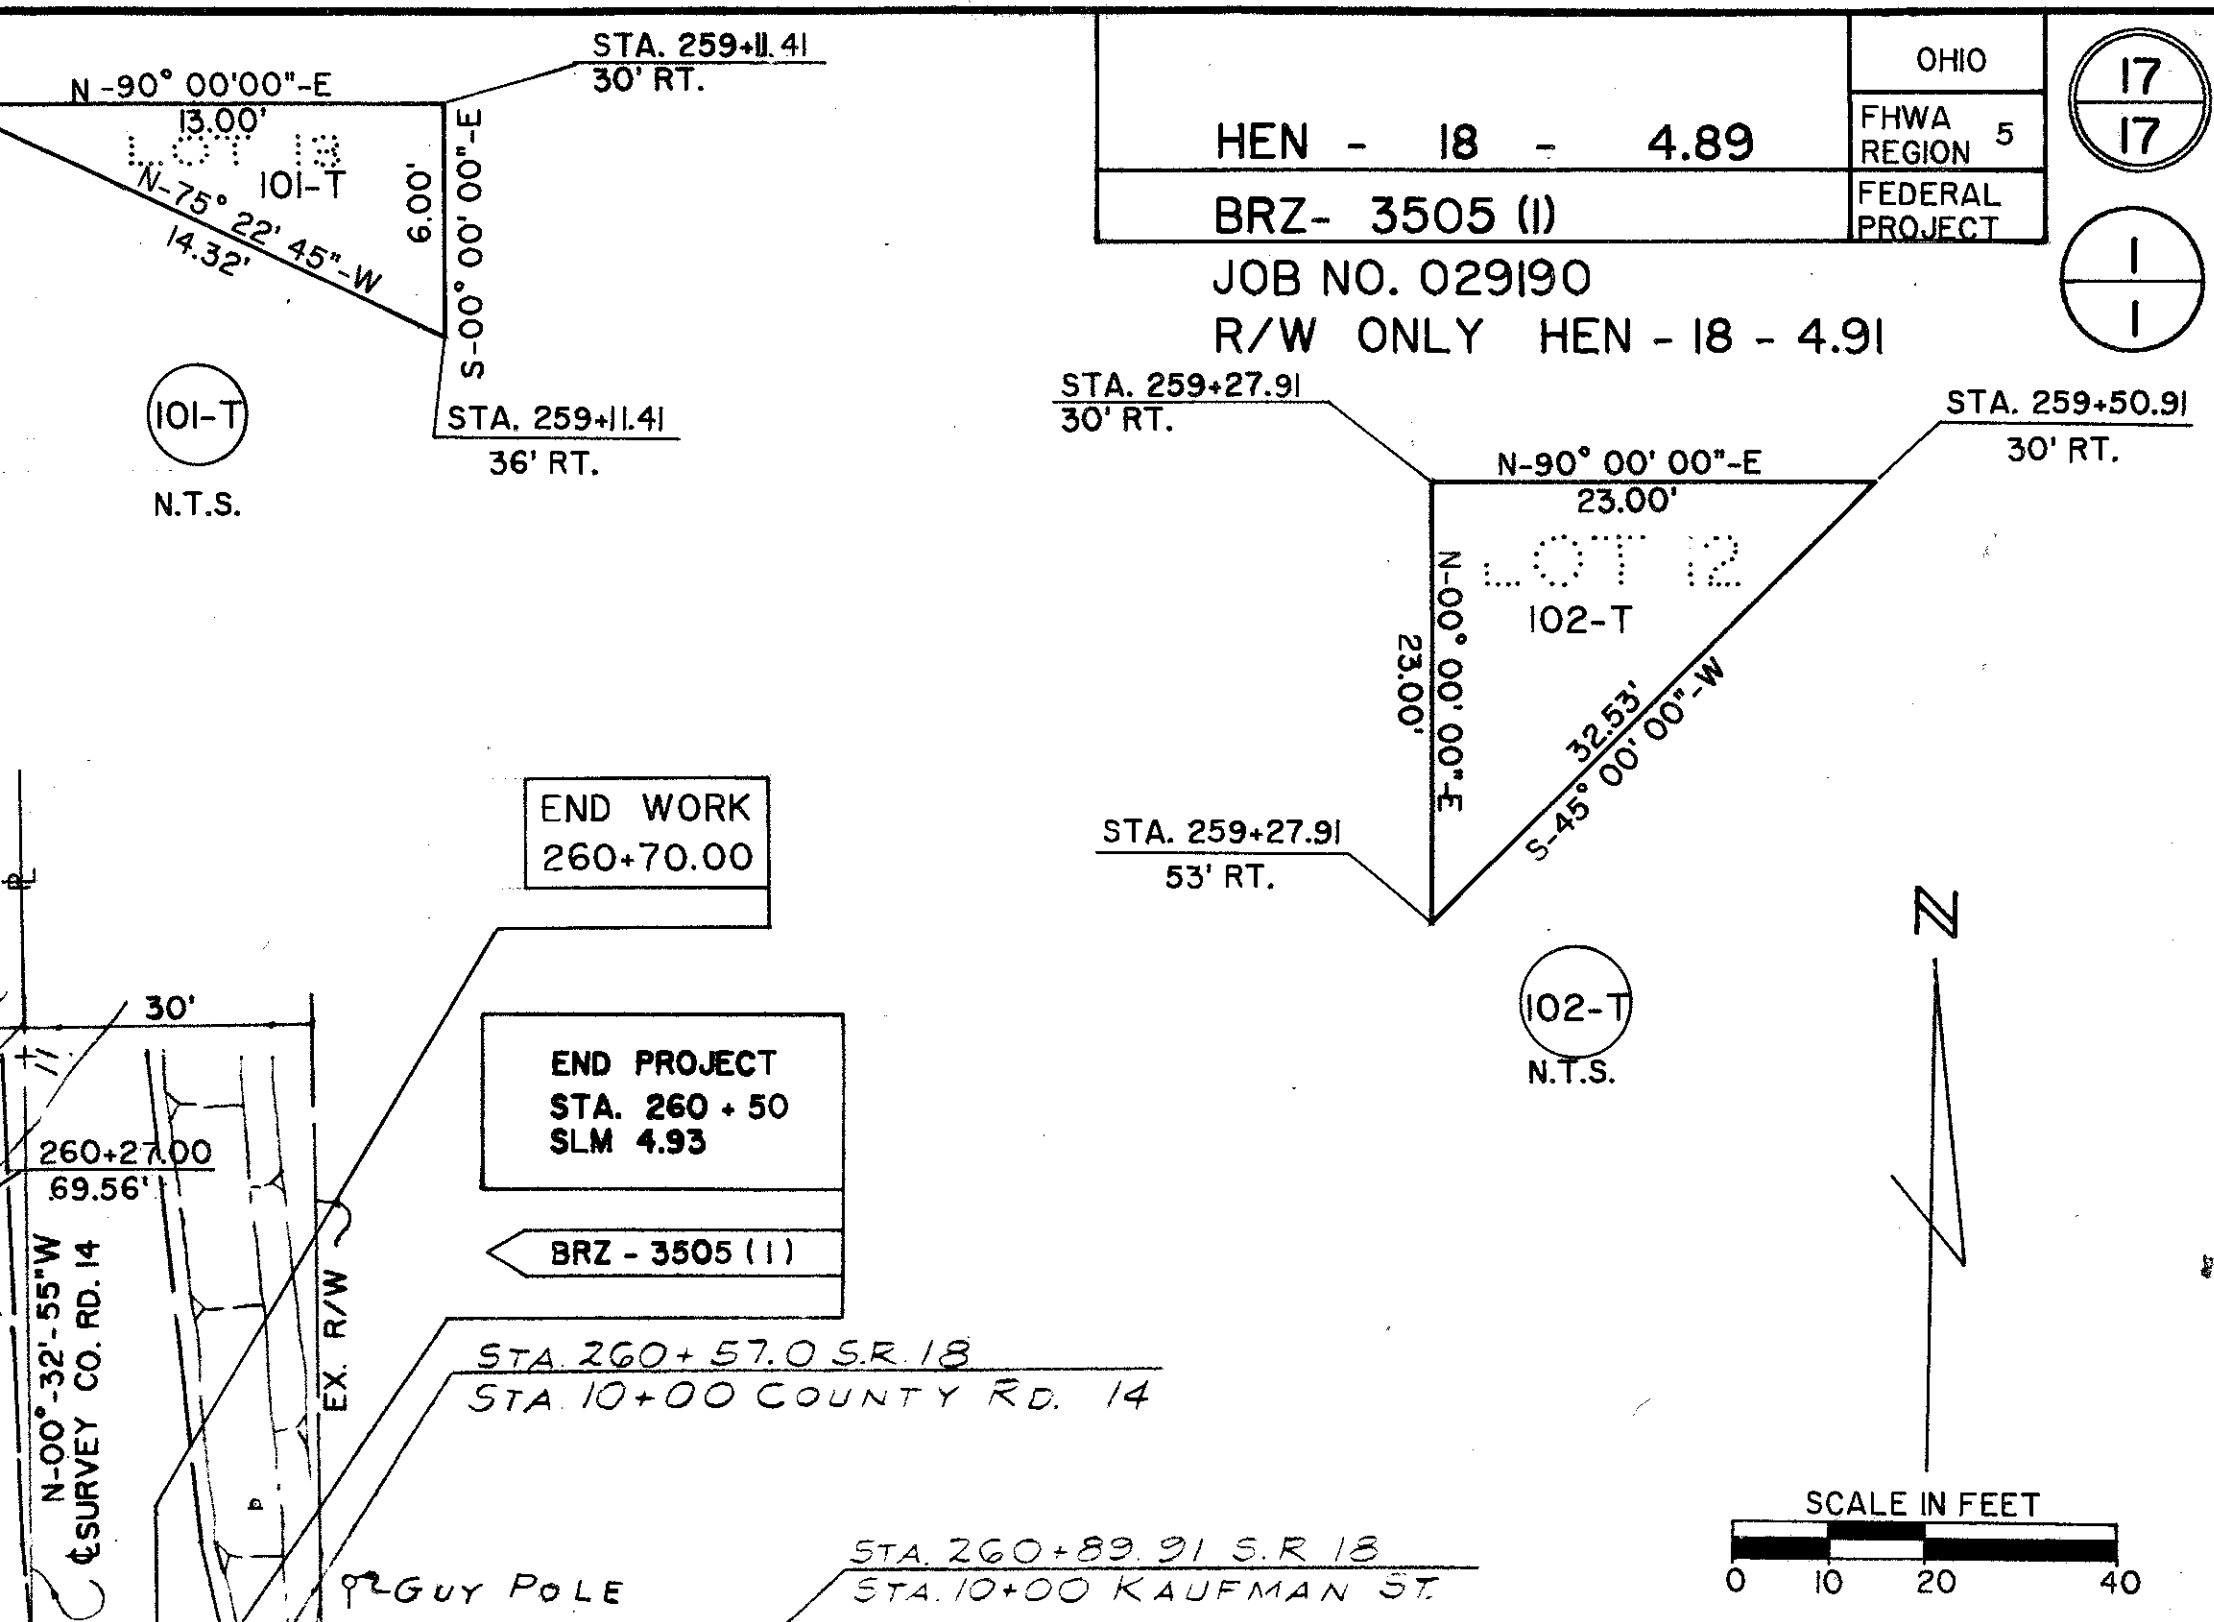 STA. 259+11.41
30' RT.
N-90° 00'00"-E
13.00'
LOT 13
101-T
N-75° 22' 45"-W
14.32'
6.00'
S-00° 00' 00"-E
STA. 259+11.41
36' RT.
101-T
N.T.S.
OHIO
FHWA
REGION 5
FEDERAL
PROJECT
HEN - 18 - 4.89
BRZ- 3505 (1)
JOB NO. 029190
R/W ONLY HEN - 18 - 4.91
17
17
1
1
STA. 259+27.91
30' RT.
STA. 259+50.91
30' RT.
N-90° 00' 00"-E
23.00'
LOT 12
102-T
N-00° 00' 00"-E
23.00'
32.53'
S-45° 00' 00"-W
STA. 259+27.91
53' RT.
102-T
N.T.S.
N
END WORK
260+70.00
PL
30'
END PROJECT
STA. 260 + 50
SLM 4.93
BRZ - 3505 (1)
260+27.00
69.56'
N-00°-32'-55"W
℄ SURVEY CO. RD. 14
EX. R/W
P
STA. 260+57.0 S.R. 18
STA. 10+00 COUNTY RD. 14
GUY POLE
STA. 260+89.91 S.R 18
STA. 10+00 KAUFMAN ST.
SCALE IN FEET
0 10 20 40